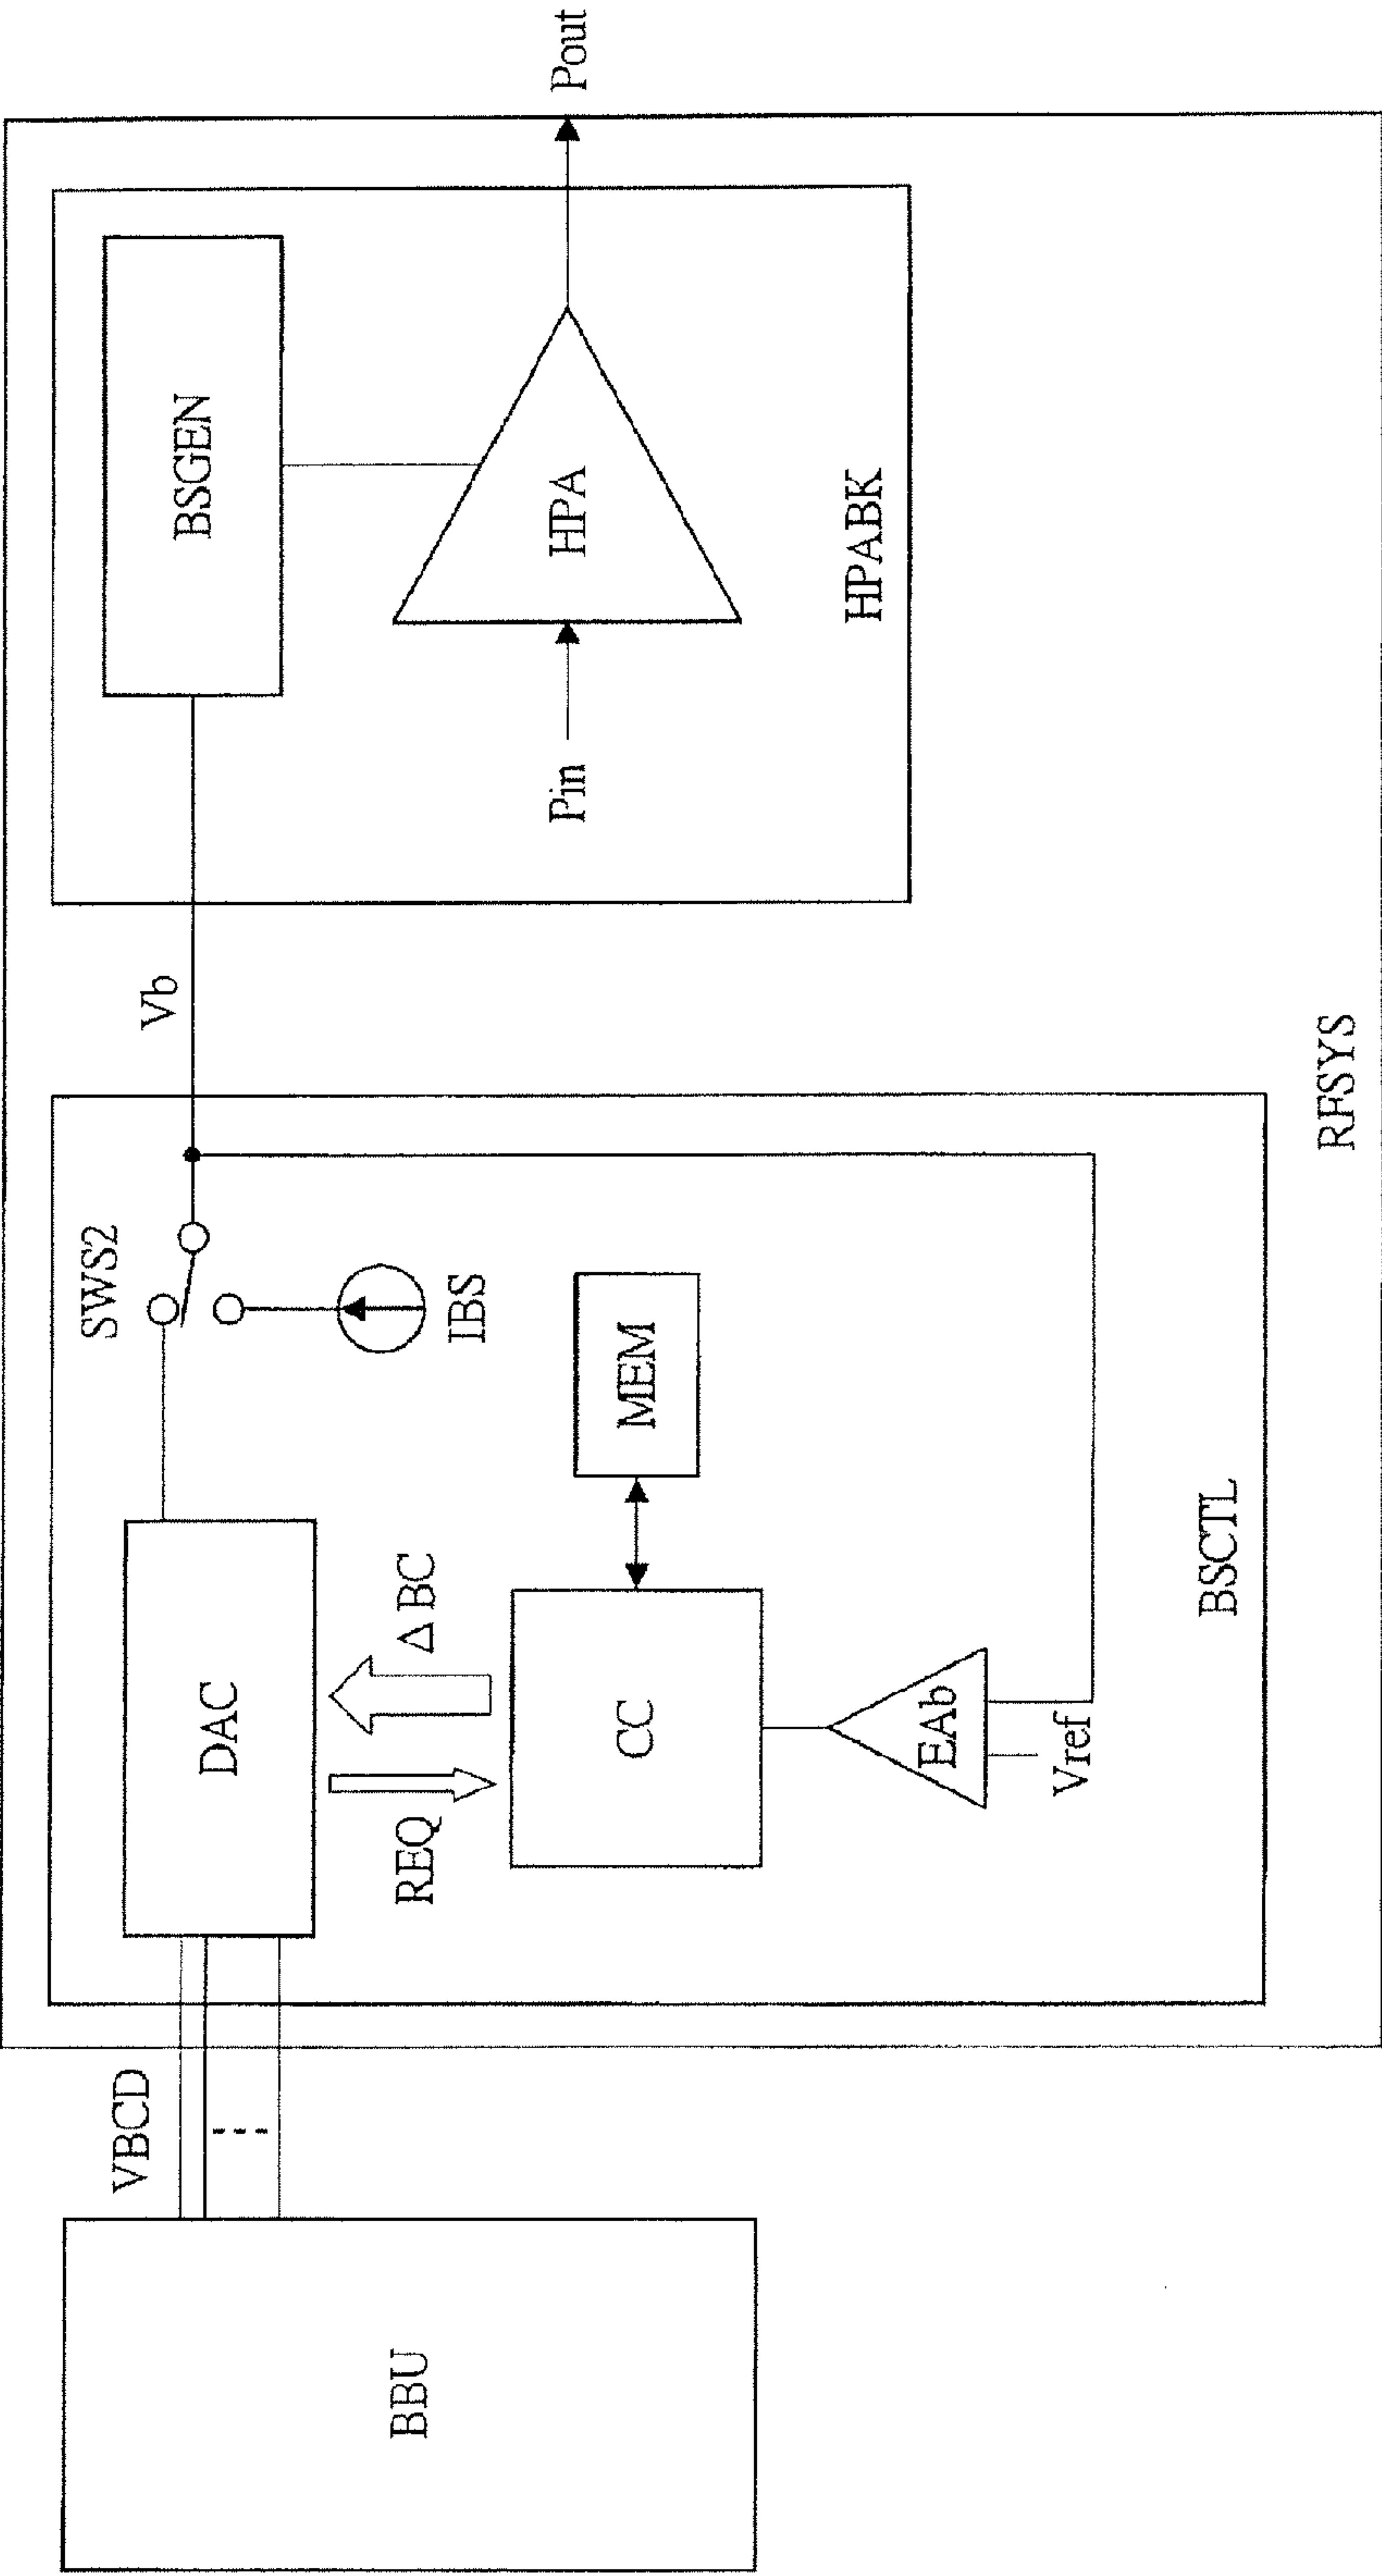 BBU
VBCD
DAC
REQ
Δ BC
CC
MEM
EAb
Vref
SWS2
IBS
BSCTL
Vb
BSGEN
HPA
Pin
HPABK
Pout
RFSYS